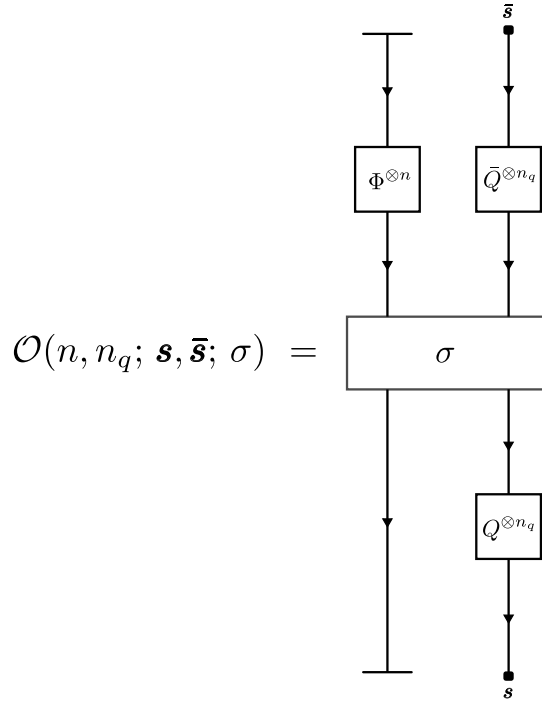 𝒔̄
Φ^{⊗n} Q̄^{⊗n_q}
𝒪(n, n_q; 𝒔, 𝒔̄; σ) = σ
Q^{⊗n_q}
𝒔